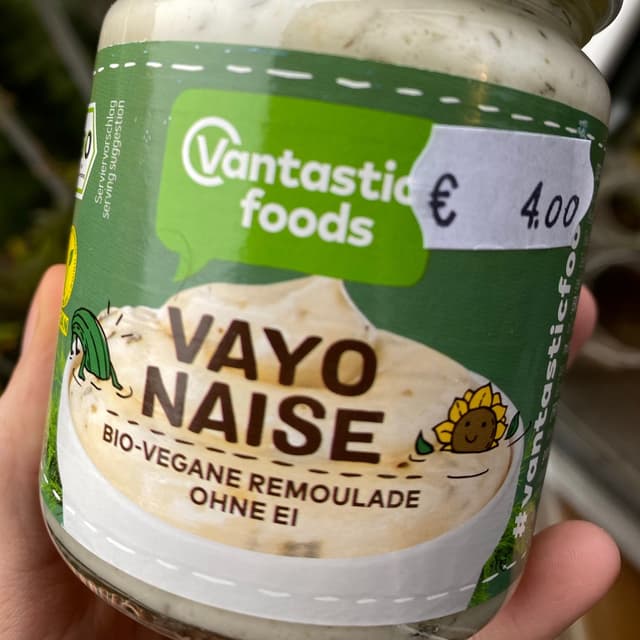 Serviervorschlag
serving suggestion
Vantastic
foods
€ 4.00
VAYO
NAISE
BIO-VEGANE REMOULADE
OHNE EI
#vantasticfoo